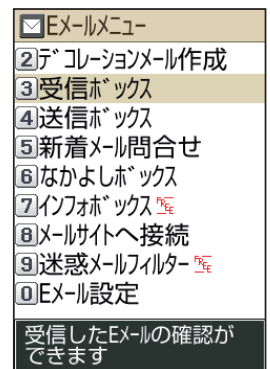 Eメールメニュー
2デコレーションメール作成
3受信ボックス
4送信ボックス
5新着メール問合せ
6なかよしボックス
7インフォボックス FREE
8メールサイトへ接続
9迷惑メールフィルター FREE
0Eメール設定
受信したEメールの確認が
できます